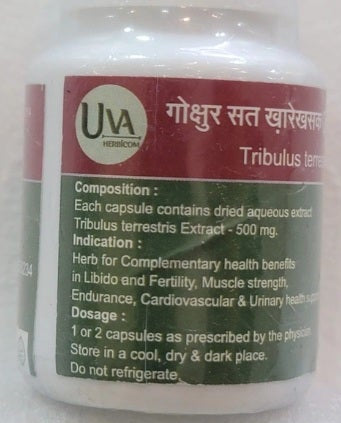 UVA
HERBICOM
गोक्षुर सत ख़ारेखसक
Tribulus terres
Composition :
Each capsule contains dried aqueous extract
Tribulus terrestris Extract - 500 mg.
Indication :
Herb for Complementary health benefits
in Libido and Fertility, Muscle strength,
Endurance, Cardiovascular & Urinary health support
Dosage :
1 or 2 capsules as prescribed by the physician.
Store in a cool, dry & dark place.
Do not refrigerate.